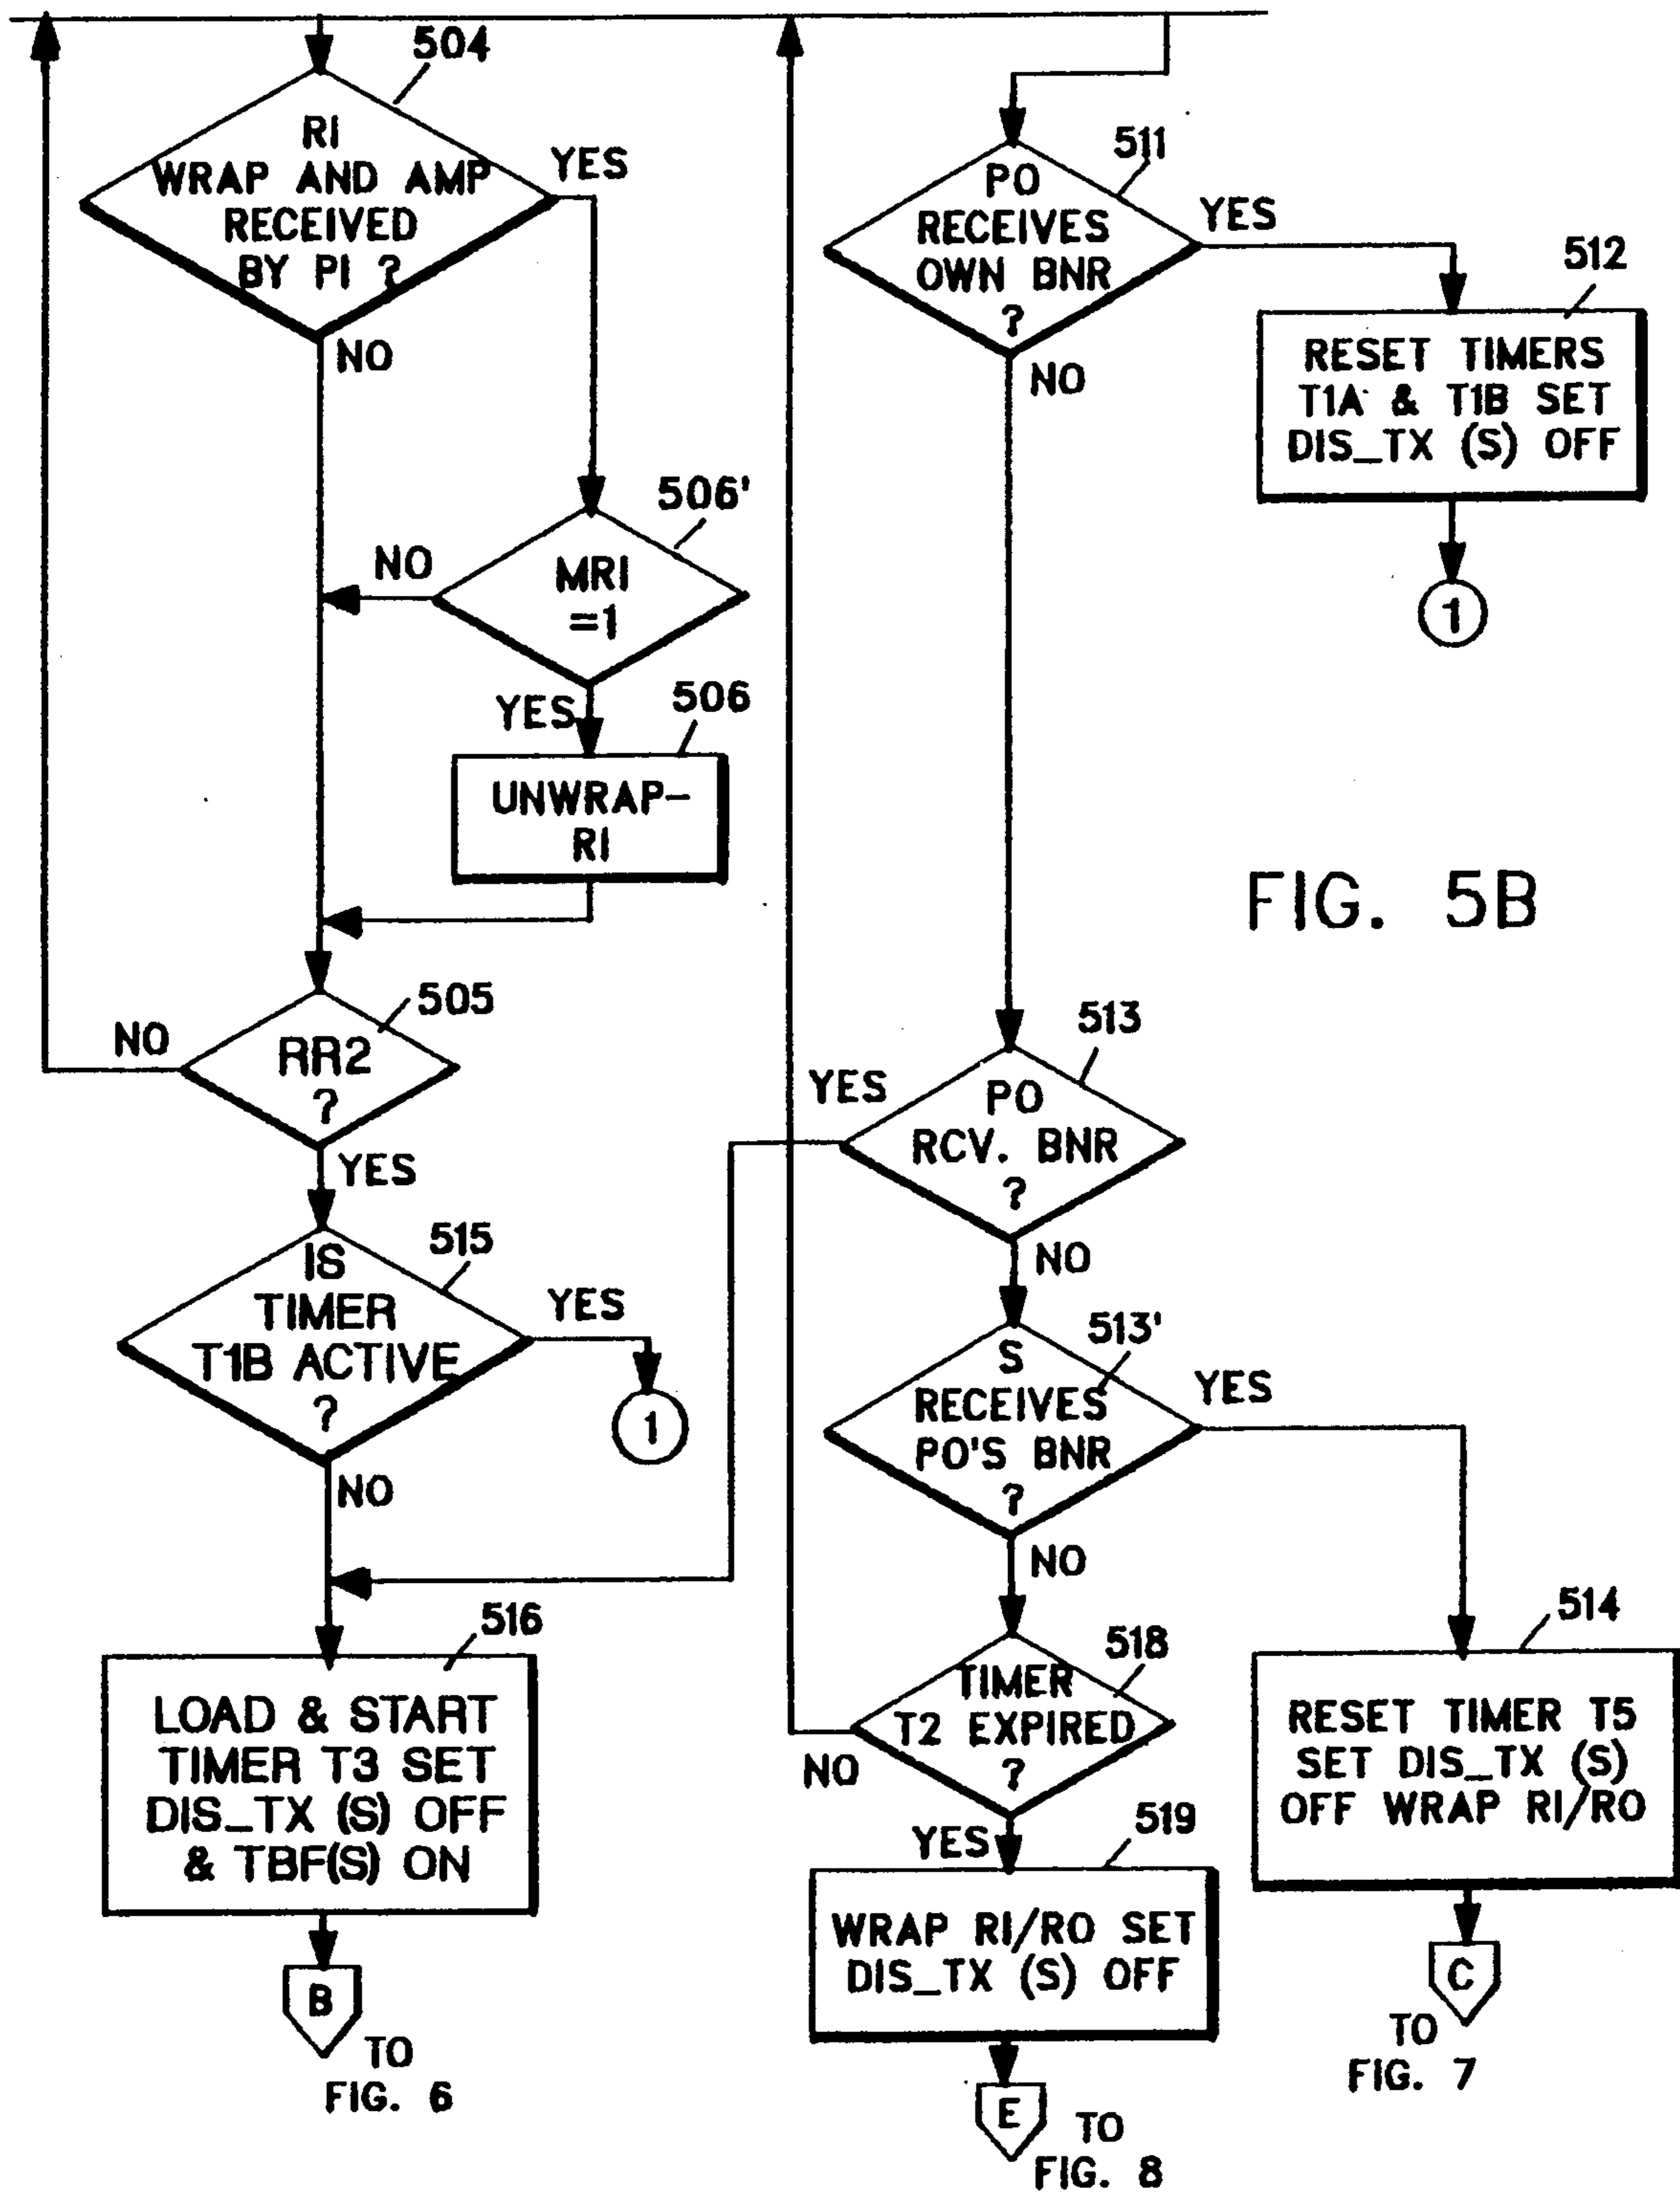 504
RI
WRAP AND AMP
RECEIVED
BY PI ?
YES
NO
506'
MRI
=1
NO
YES
506
UNWRAP-
RI
505
RR2
?
NO
YES
515
IS
TIMER
T1B ACTIVE
?
YES
1
NO
516
LOAD & START
TIMER T3 SET
DIS_TX (S) OFF
& TBF(S) ON
B
TO
FIG. 6
511
PO
RECEIVES
OWN BNR
?
YES
NO
512
RESET TIMERS
T1A & T1B SET
DIS_TX (S) OFF
1
FIG. 5B
513
PO
RCV. BNR
?
YES
NO
513'
S
RECEIVES
PO'S BNR
?
YES
NO
514
RESET TIMER T5
SET DIS_TX (S)
OFF WRAP RI/RO
C
TO
FIG. 7
518
TIMER
T2 EXPIRED
?
NO
YES
519
WRAP RI/RO SET
DIS_TX (S) OFF
E
TO
FIG. 8